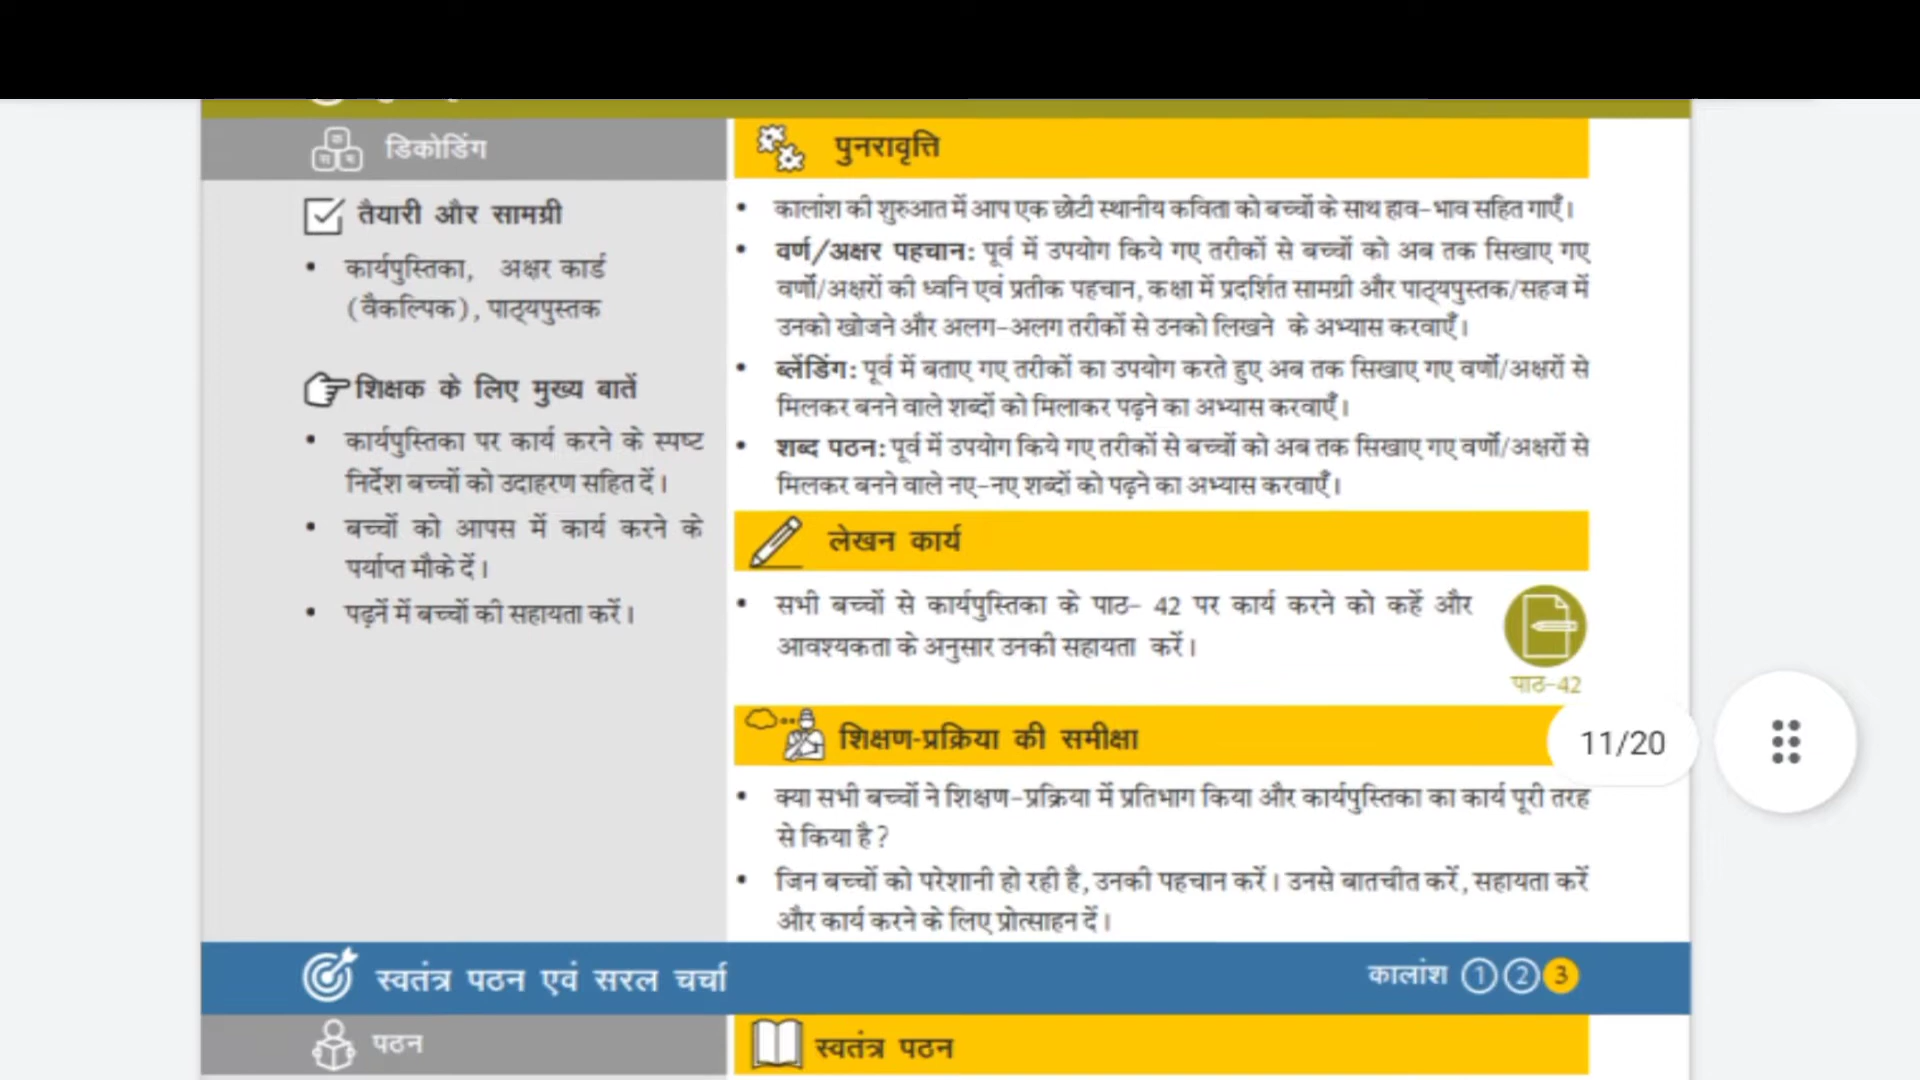 डिकोडिंग
तैयारी और सामग्री
• कार्यपुस्तिका, अक्षर कार्ड
(वैकल्पिक), पाठ्यपुस्तक
शिक्षक के लिए मुख्य बातें
• कार्यपुस्तिका पर कार्य करने के स्पष्ट
निर्देश बच्चों को उदाहरण सहित दें।
• बच्चों को आपस में कार्य करने के
पर्याप्त मौके दें।
• पढ़नें में बच्चों की सहायता करें।
पुनरावृत्ति
• कालांश की शुरुआत में आप एक छोटी स्थानीय कविता को बच्चों के साथ हाव-भाव सहित गाएँ।
• वर्ण/अक्षर पहचान: पूर्व में उपयोग किये गए तरीकों से बच्चों को अब तक सिखाए गए
वर्णों/अक्षरों की ध्वनि एवं प्रतीक पहचान, कक्षा में प्रदर्शित सामग्री और पाठ्यपुस्तक/सहज में
उनको खोजने और अलग-अलग तरीकों से उनको लिखने के अभ्यास करवाएँ।
• ब्लेंडिंग: पूर्व में बताए गए तरीकों का उपयोग करते हुए अब तक सिखाए गए वर्णों/अक्षरों से
मिलकर बनने वाले शब्दों को मिलाकर पढ़ने का अभ्यास करवाएँ।
• शब्द पठन: पूर्व में उपयोग किये गए तरीकों से बच्चों को अब तक सिखाए गए वर्णों/अक्षरों से
मिलकर बनने वाले नए-नए शब्दों को पढ़ने का अभ्यास करवाएँ।
लेखन कार्य
• सभी बच्चों से कार्यपुस्तिका के पाठ- 42 पर कार्य करने को कहें और
आवश्यकता के अनुसार उनकी सहायता करें।
पाठ-42
शिक्षण-प्रक्रिया की समीक्षा
11/20
• क्या सभी बच्चों ने शिक्षण-प्रक्रिया में प्रतिभाग किया और कार्यपुस्तिका का कार्य पूरी तरह
से किया है?
• जिन बच्चों को परेशानी हो रही है, उनकी पहचान करें। उनसे बातचीत करें, सहायता करें
और कार्य करने के लिए प्रोत्साहन दें।
स्वतंत्र पठन एवं सरल चर्चा
कालांश 1 2 3
पठन
स्वतंत्र पठन